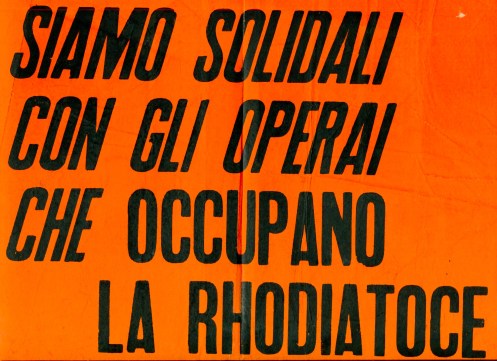 SIAMO SOLIDALI
CON GLI OPERAI
CHE OCCUPANO
LA RHODIATOCE